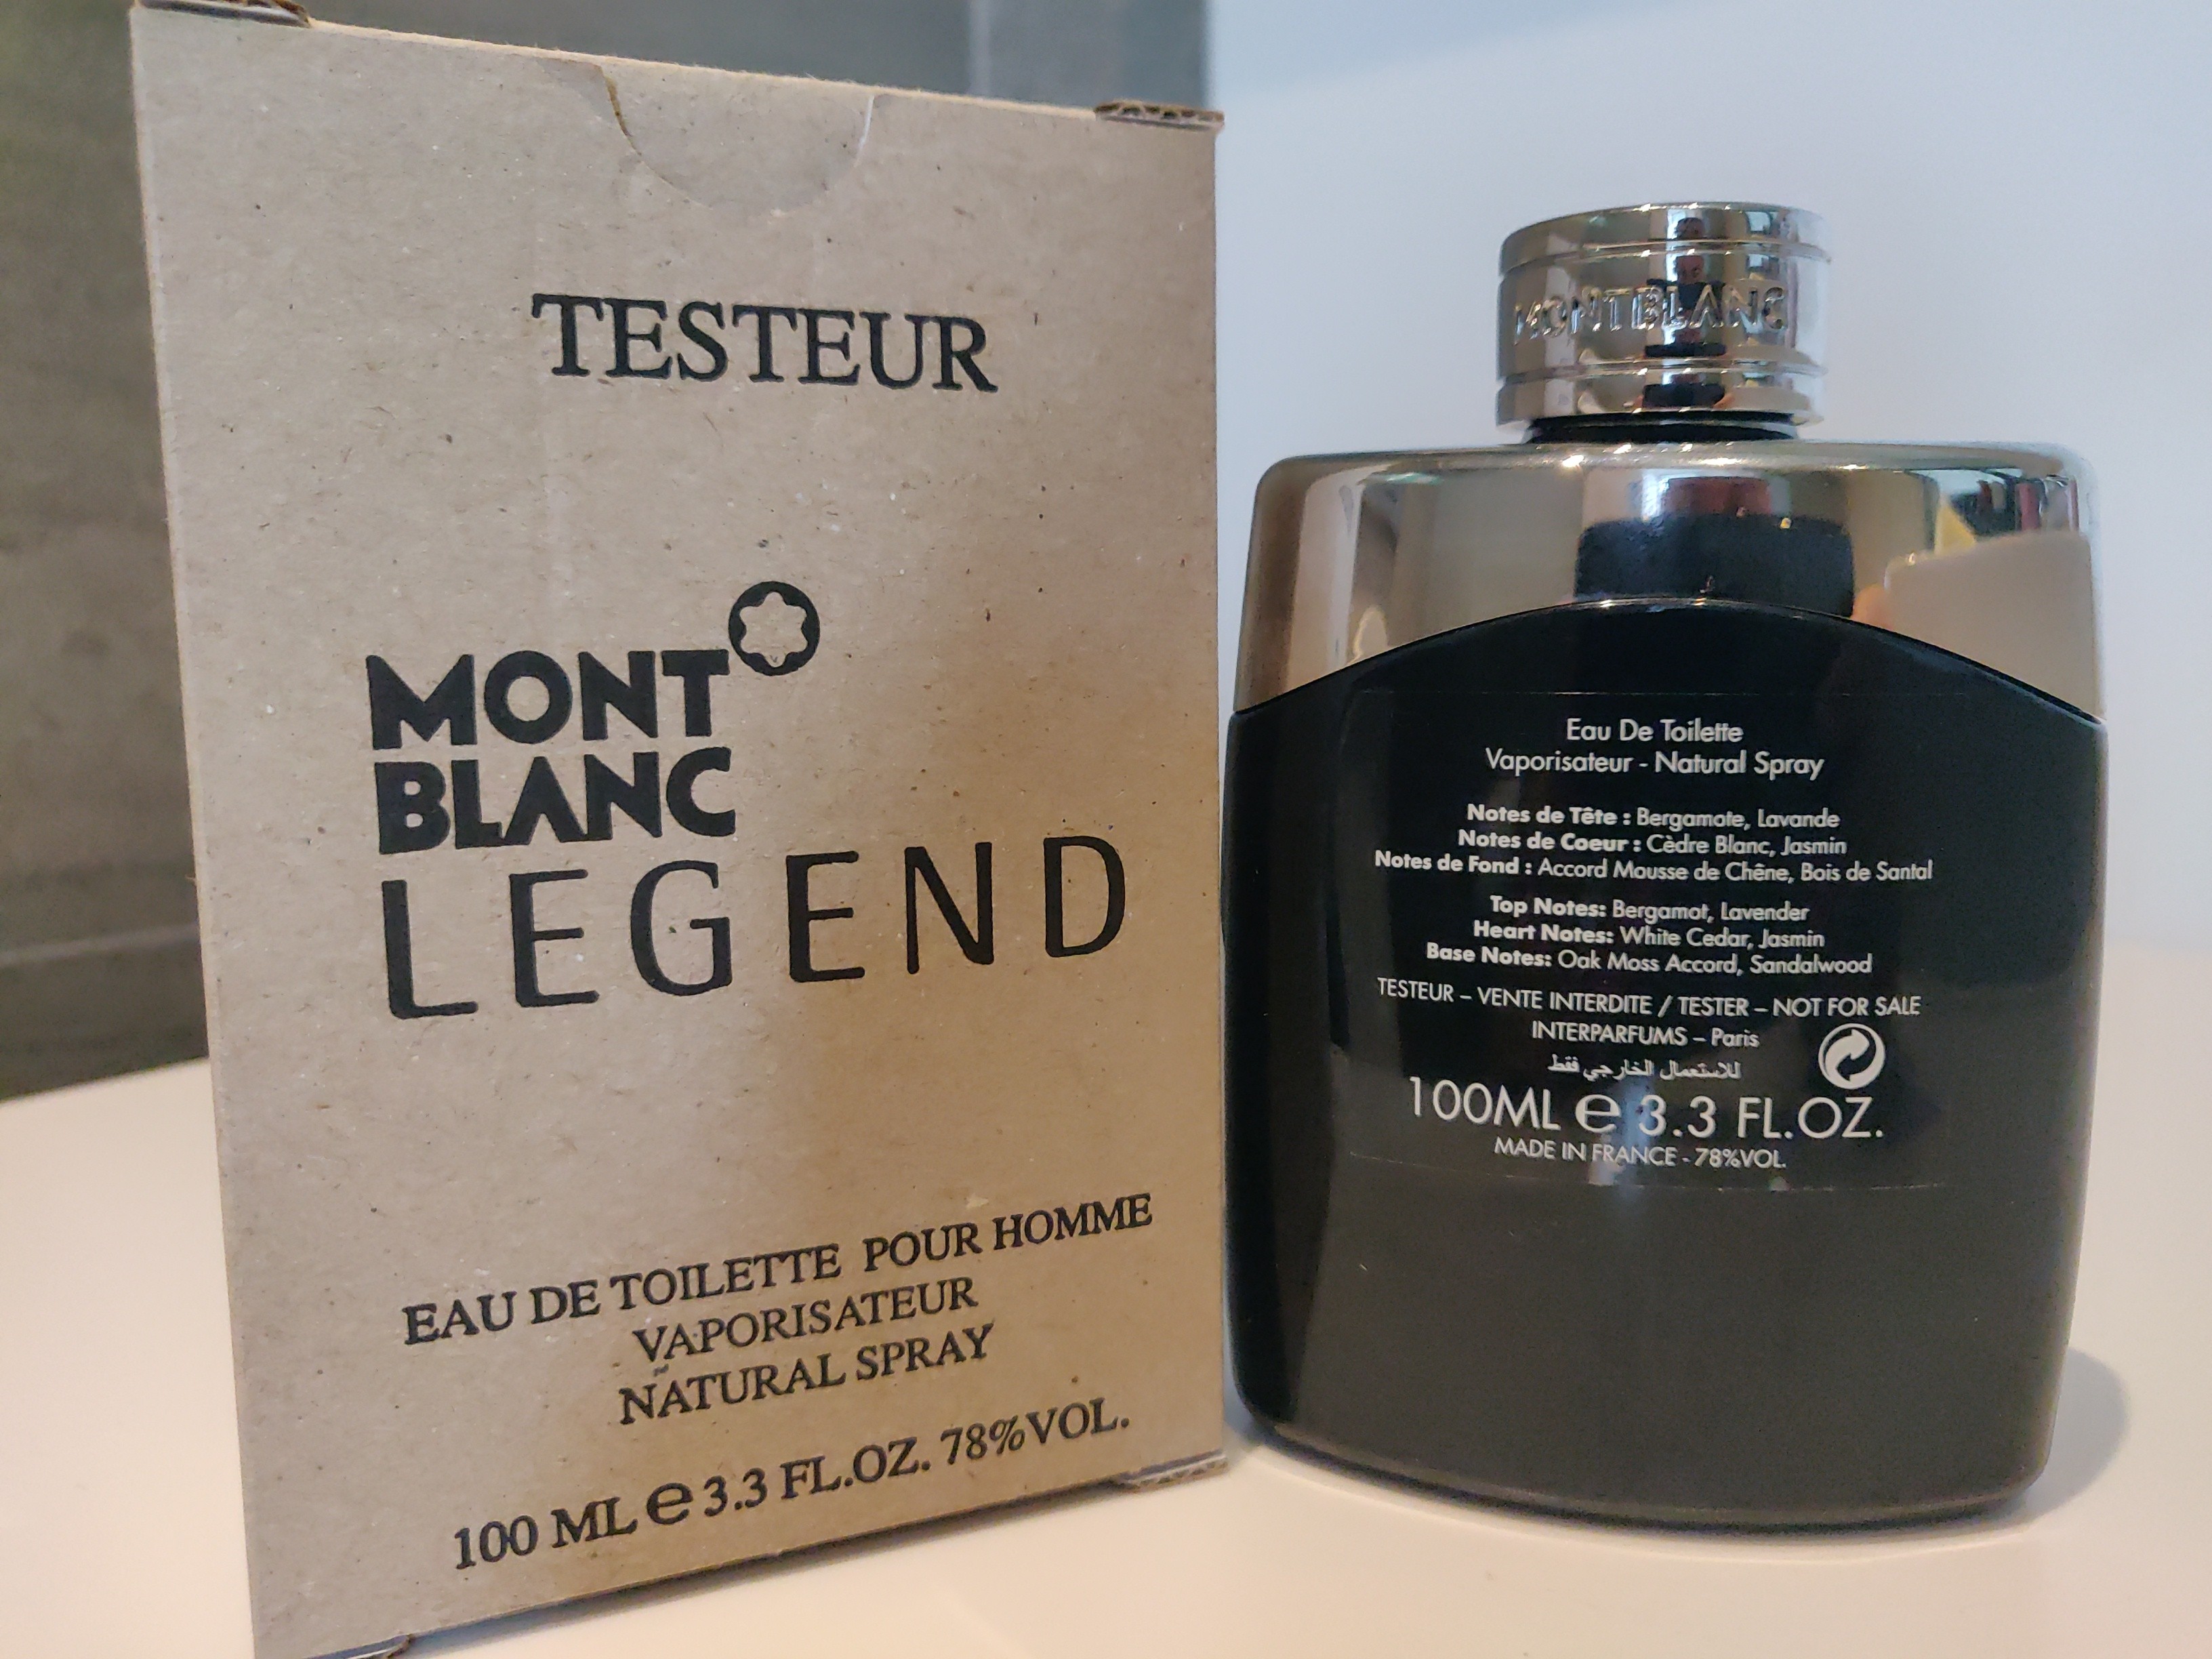 TESTEUR
MONT
BLANC
LEGEND
EAU DE TOILETTE POUR HOMME
VAPORISATEUR
NATURAL SPRAY
100 ML e 3.3 FL.OZ. 78%VOL.
MONTBLANC
Eau De Toilette
Vaporisateur - Natural Spray
Notes de Tête : Bergamote, Lavande
Notes de Coeur : Cèdre Blanc, Jasmin
Notes de Fond : Accord Mousse de Chêne, Bois de Santal
Top Notes: Bergamot, Lavender
Heart Notes: White Cedar, Jasmin
Base Notes: Oak Moss Accord, Sandalwood
TESTEUR – VENTE INTERDITE / TESTER – NOT FOR SALE
INTERPARFUMS – Paris
للاستعمال الخارجي فقط
100ML e 3.3 FL.OZ.
MADE IN FRANCE - 78%VOL.